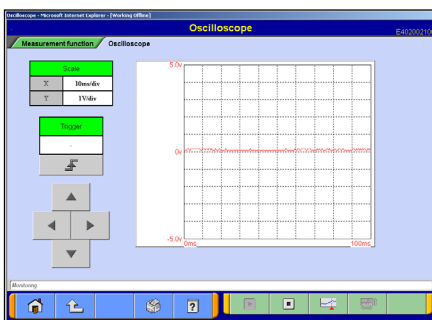 Oscilloscope - Microsoft Internet Explorer - [Working Offline]
Oscilloscope
E40200210
Measurement function
Oscilloscope
Scale
X 10ms/div
Y 1V/div
Trigger
-
5.0v
0v
-5.0v
0ms 100ms
Monitoring
?